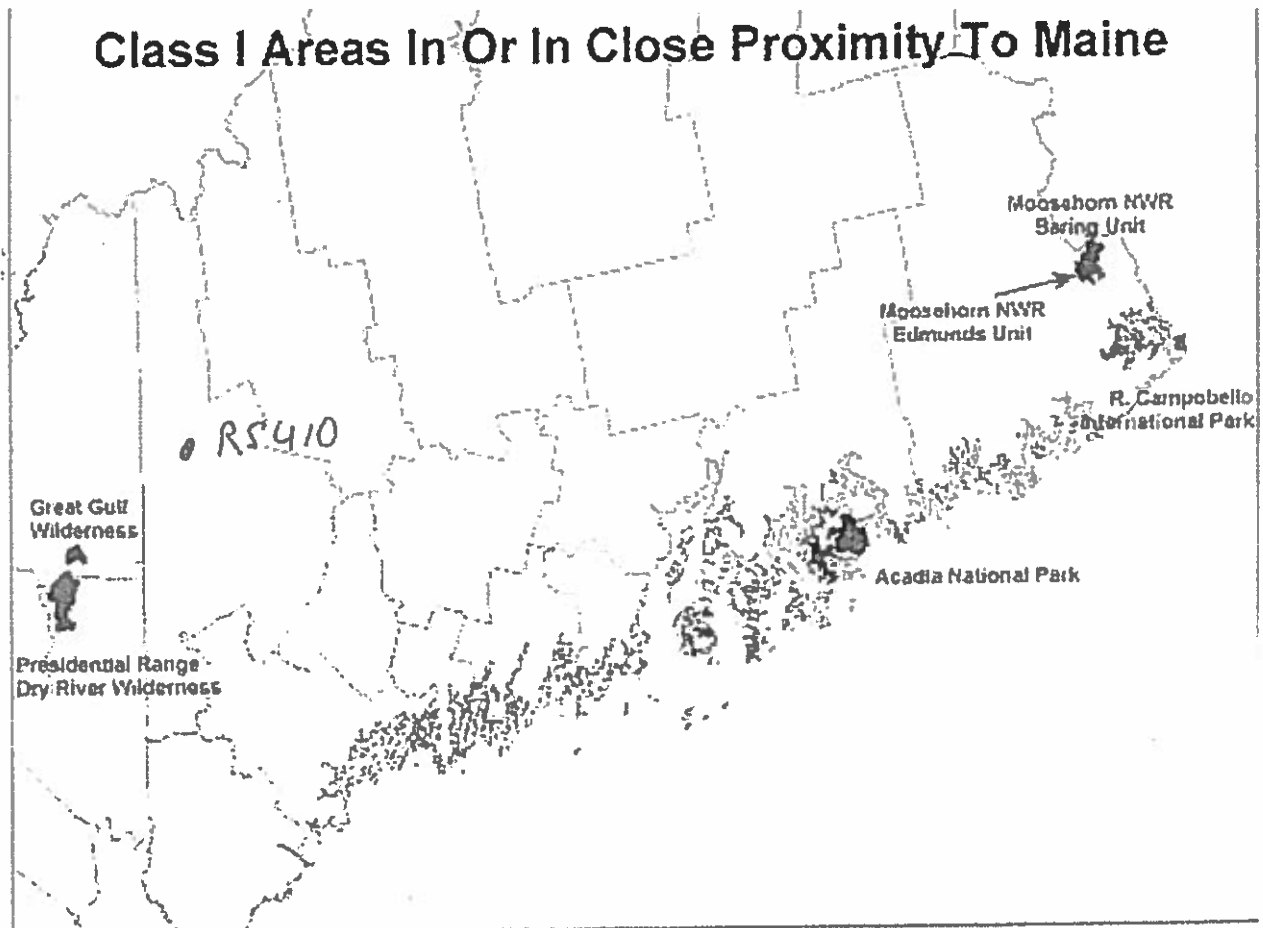 Class I Areas In Or In Close Proximity To Maine
Moosehorn NWR
Baring Unit
Moosehorn NWR
Edmunds Unit
R. Campobello
International Park
RS410
Great Gulf
Wilderness
Acadia National Park
Presidential Range -
Dry River Wilderness